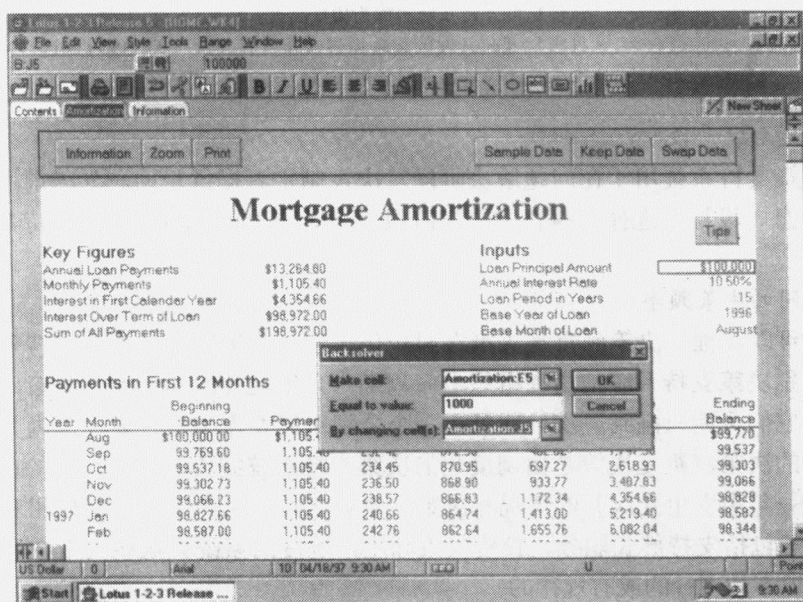 Lotus 1-2-3 Release 5 - [HOME.WK4]
File Edit View Style Tools Range Window Help
B:J5 100000
Contents Amortization Information New Sheet
Information Zoom Print Sample Data Keep Data Swap Data
Mortgage Amortization
Tips
Key Figures Inputs
Annual Loan Payments $13,264.80 Loan Principal Amount $100,000
Monthly Payments $1,105.40 Annual Interest Rate 10.50%
Interest in First Calendar Year $4,354.66 Loan Period in Years 15
Interest Over Term of Loan $98,972.00 Base Year of Loan 1996
Sum of All Payments $198,972.00 Base Month of Loan August
Backsolver
Make cell: Amortization:E5 OK
Equal to value: 1000 Cancel
By changing cell(s): Amortization:J5
Payments in First 12 Months
Beginning Ending
Year Month Balance Balance
Aug $100,000.00 $1,105.4 $99,770
Sep 99,769.60 1,105.40 99,537
Oct 99,537.18 1,105.40 234.45 870.95 697.27 2,618.93 99,303
Nov 99,302.73 1,105.40 236.50 868.90 933.77 3,487.83 99,066
Dec 99,066.23 1,105.40 238.57 866.83 1,172.34 4,354.66 98,828
1997 Jan 98,827.66 1,105.40 240.66 864.74 1,413.00 5,219.40 98,587
Feb 98,587.00 1,105.40 242.76 862.64 1,655.76 6,082.04 98,344
US Dollar 0 Arial 10 04/18/97 9:30 AM U
Start Lotus 1-2-3 Release ... 9:30 AM